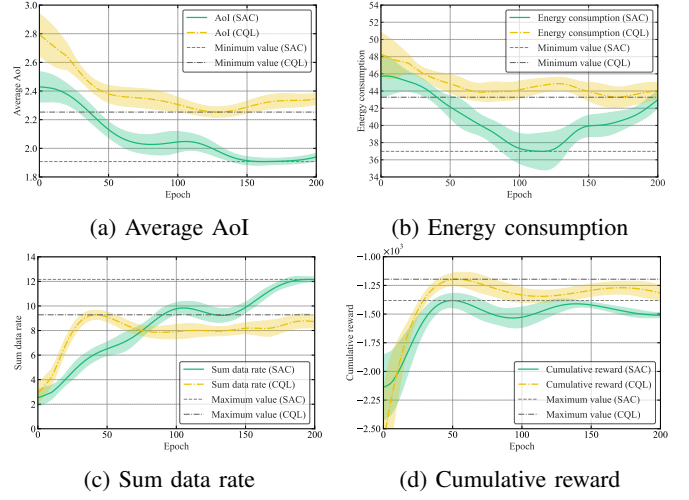 3.0
2.8
2.6
2.4
2.2
2.0
1.8
Average AoI
AoI (SAC)
AoI (CQL)
Minimum value (SAC)
Minimum value (CQL)
0 50 100 150 200
Epoch
(a) Average AoI
54
52
50
48
46
44
42
40
38
36
34
Energy consumption
Energy consumption (SAC)
Energy consumption (CQL)
Minimum value (SAC)
Minimum value (CQL)
0 50 100 150 200
Epoch
(b) Energy consumption
14
12
10
8
6
4
2
0
Sum data rate
Sum data rate (SAC)
Sum data rate (CQL)
Maximum value (SAC)
Maximum value (CQL)
0 50 100 150 200
Epoch
(c) Sum data rate
×10³
−1.00
−1.25
−1.50
−1.75
−2.00
−2.25
−2.50
Cumulative reward
Cumulative reward (SAC)
Cumulative reward (CQL)
Maximum value (SAC)
Maximum value (CQL)
0 50 100 150 200
Epoch
(d) Cumulative reward